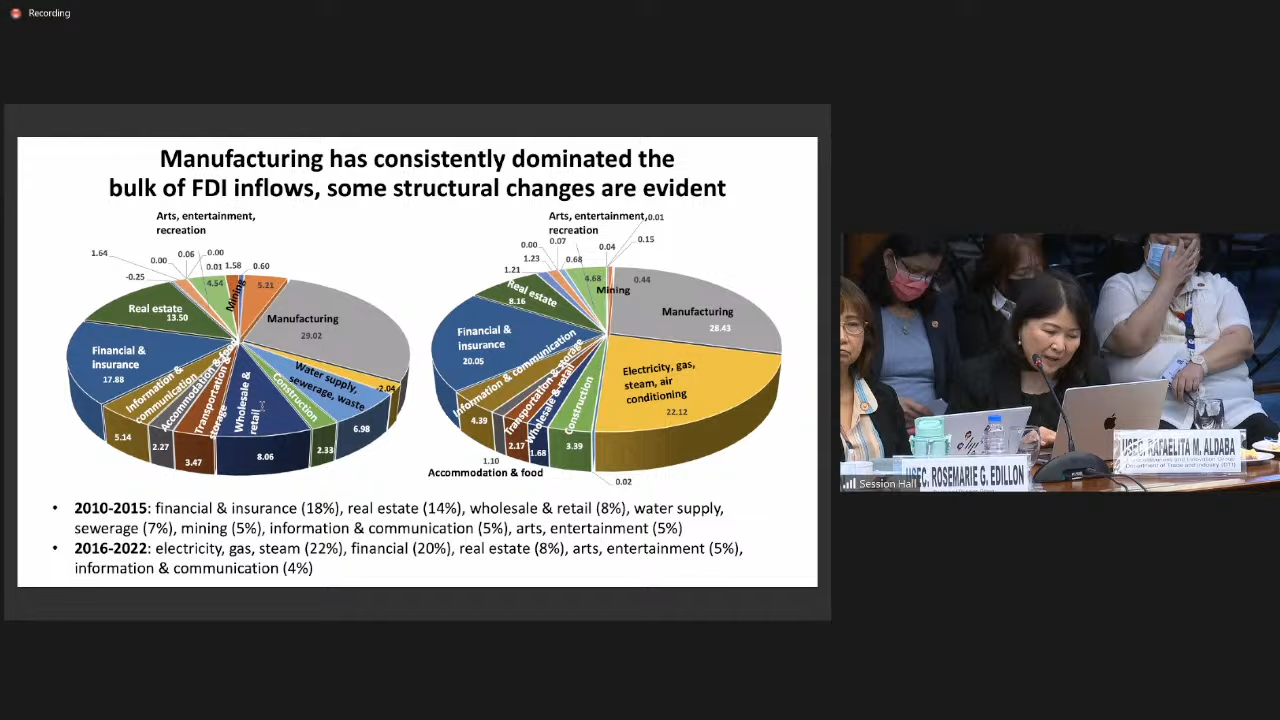 Recording
Manufacturing has consistently dominated the
bulk of FDI inflows, some structural changes are evident
Arts, entertainment,
recreation
1.64
-0.25
0.00
0.06
0.00
0.01
4.54
1.58
0.60
Mining
5.21
Manufacturing
29.02
-2.04
Water supply,
sewerage, waste
6.98
Construction
2.33
Wholesale &
retail
8.06
Transportation &
storage
3.47
Accommodation & food
2.27
Information &
communication
5.14
Financial &
insurance
17.88
Real estate
13.50
Arts, entertainment,
recreation
0.01
0.15
0.04
0.44
0.00
0.07
0.68
1.23
1.21
4.68
Mining
Manufacturing
28.43
Electricity, gas,
steam, air
conditioning
22.12
0.02
Construction
3.39
Wholesale & retail
1.68
Transportation & storage
2.17
1.10
Accommodation & food
Information & communication
4.39
Financial &
insurance
20.05
Real estate
8.16
• 2010-2015: financial & insurance (18%), real estate (14%), wholesale & retail (8%), water supply,
sewerage (7%), mining (5%), information & communication (5%), arts, entertainment (5%)
• 2016-2022: electricity, gas, steam (22%), financial (20%), real estate (8%), arts, entertainment (5%),
information & communication (4%)
USEC. ROSEMARIE G. EDILLON
USEC. RAFAELITA M. ALDABA
Department of Trade and Industry (DTI)
Session Hall